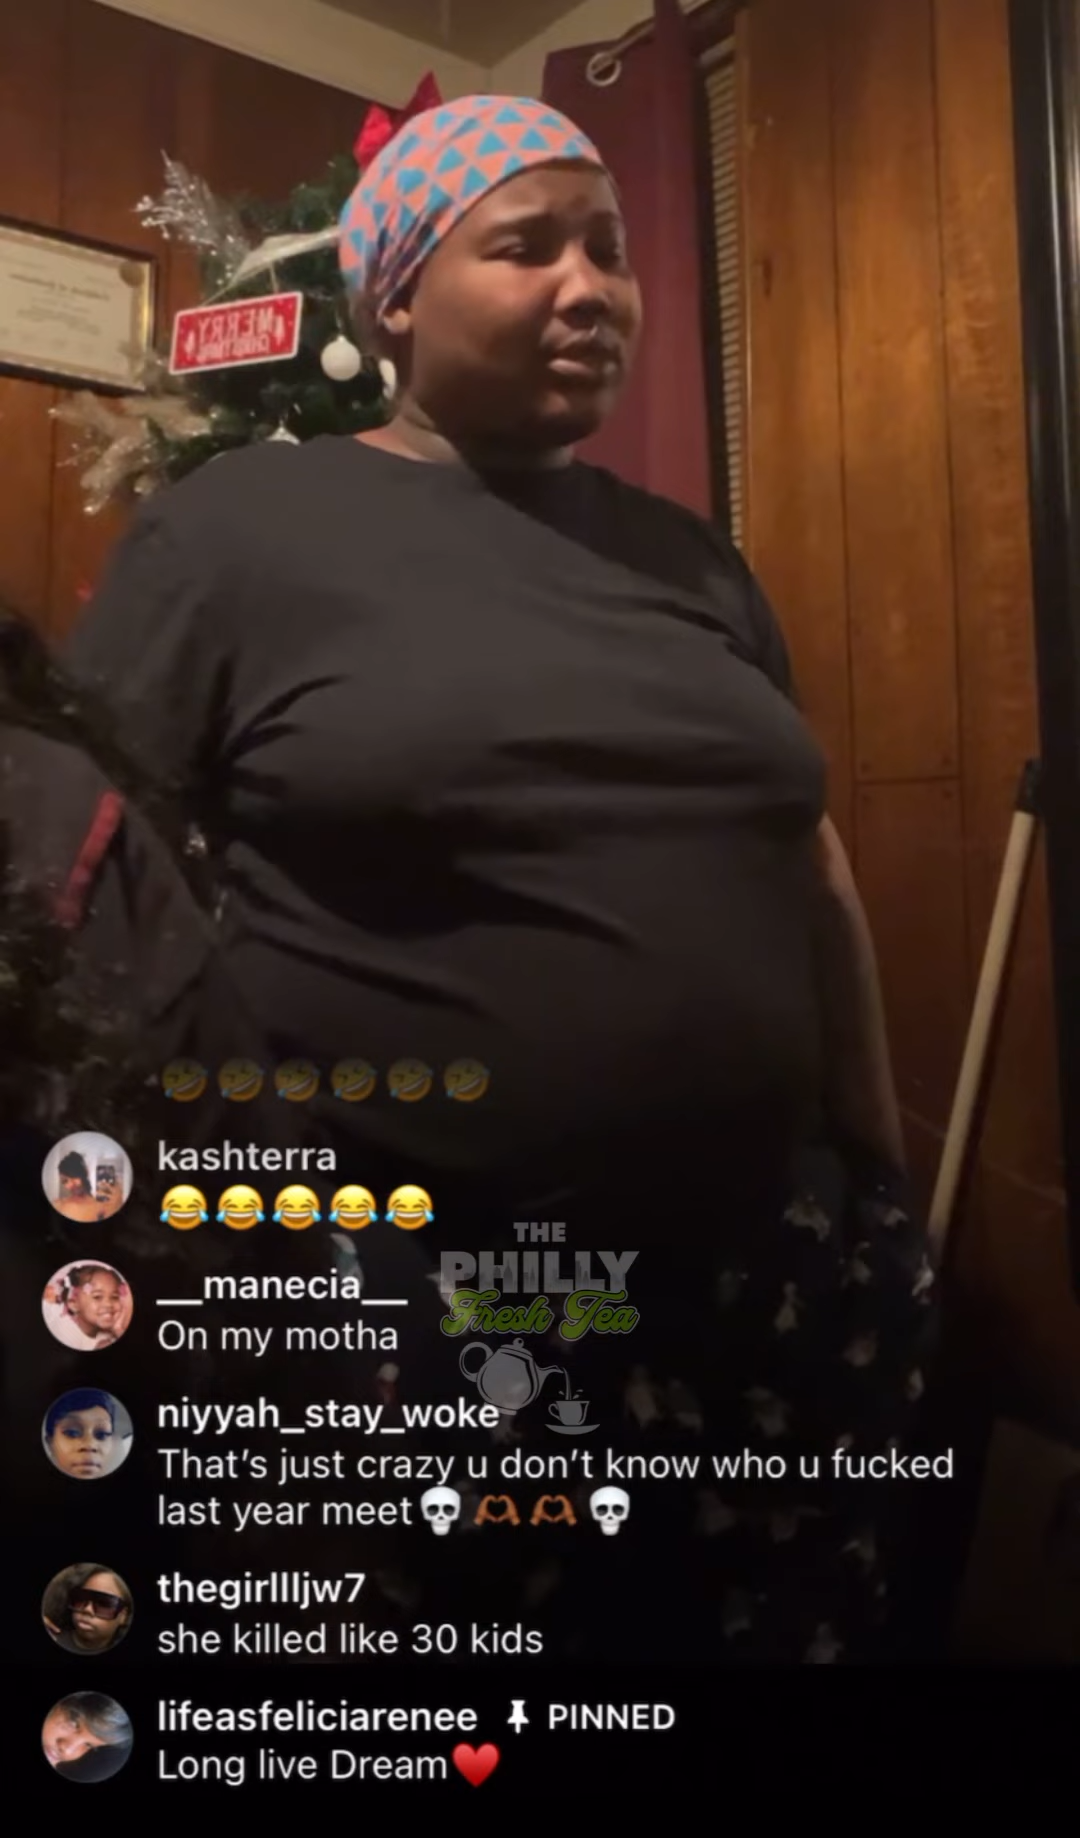 MERRY
CHRISTMAS
🤣🤣🤣🤣🤣🤣
kashterra
😂😂😂😂😂
__manecia__
On my motha
THE
PHILLY
Fresh Tea
niyyah_stay_woke
That’s just crazy u don’t know who u fucked
last year meet💀🫶🏾🫶🏾💀
thegirlllljw7
she killed like 30 kids
lifeasfeliciarenee 📌 PINNED
Long live Dream❤️